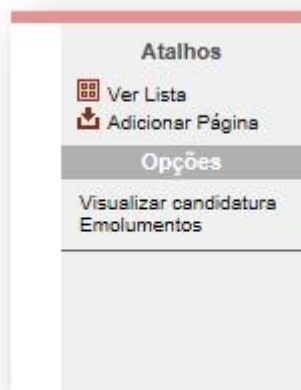 Atalhos
Ver Lista
Adicionar Página
Opções
Visualizar candidatura
Emolumentos